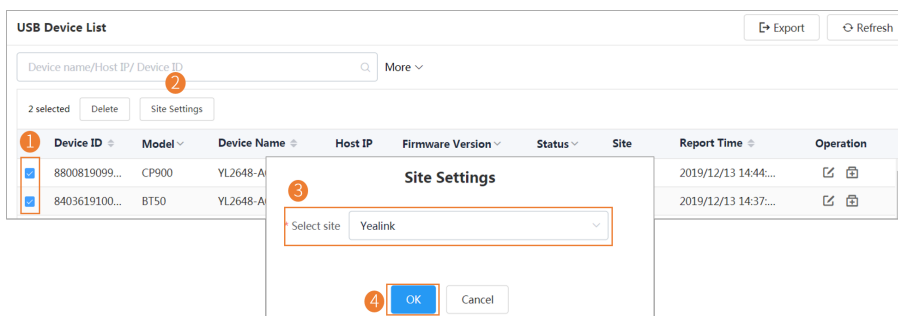 USB Device List
Export
Refresh
Device name/Host IP/ Device ID
More
2
2 selected
Delete
Site Settings
1
Device ID Model Device Name Host IP Firmware Version Status Site Report Time Operation
8800819099... CP900 YL2648-A 2019/12/13 14:44:...
8403619100... BT50 YL2648-A 2019/12/13 14:37:...
Site Settings
3
* Select site Yealink
4
OK
Cancel